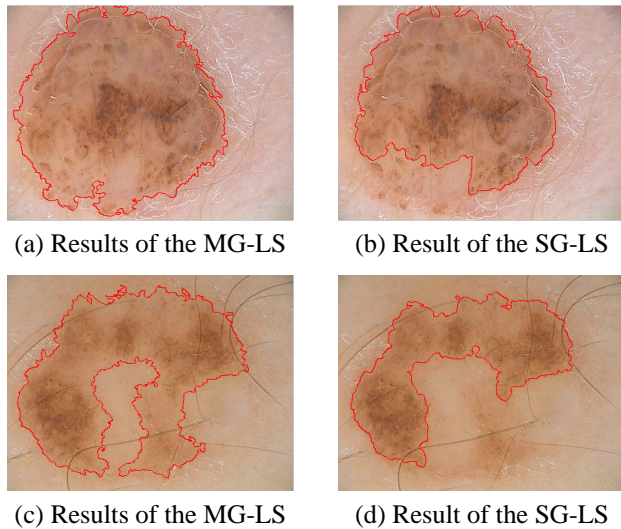 (a) Results of the MG-LS
(b) Result of the SG-LS
(c) Results of the MG-LS
(d) Result of the SG-LS